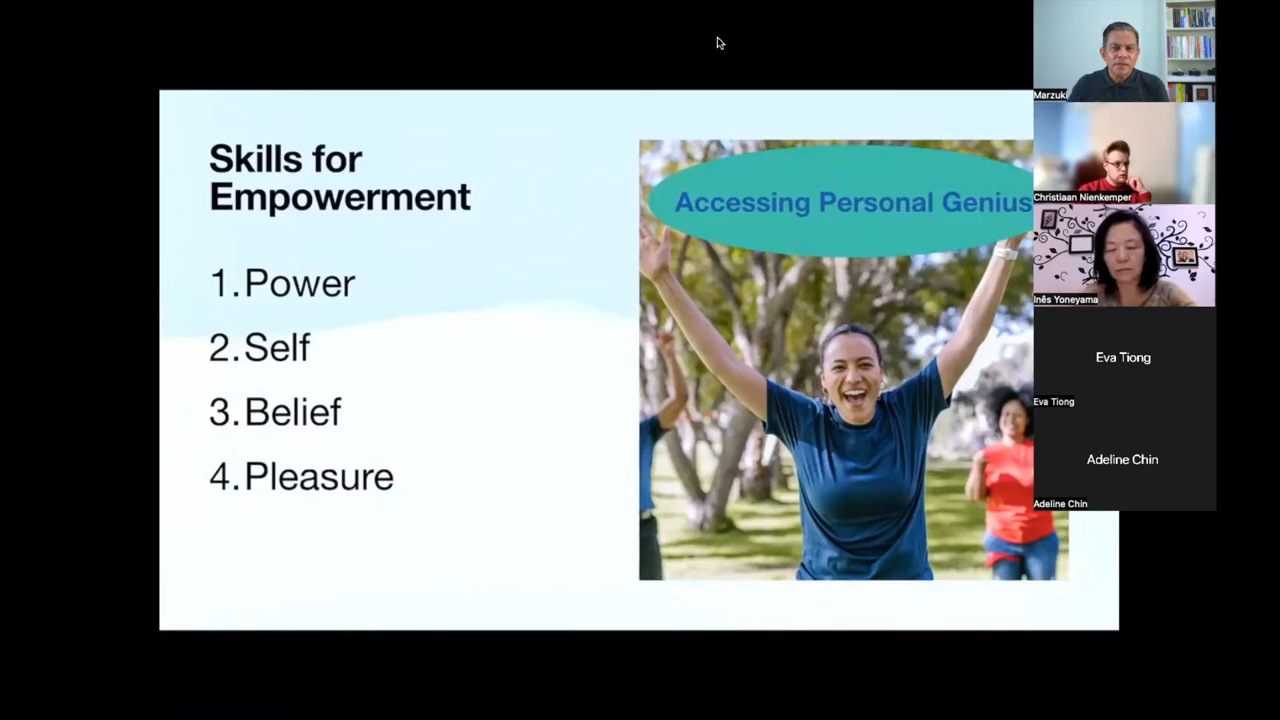 Skills for
Empowerment
1. Power
2. Self
3. Belief
4. Pleasure
Accessing Personal Genius
Marzuki
Christiaan Nienkemper
Inês Yoneyama
Eva Tiong
Eva Tiong
Adeline Chin
Adeline Chin